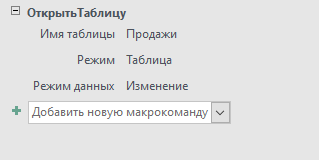 ОткрытьТаблицу
Имя таблицы Продажи
Режим Таблица
Режим данных Изменение
Добавить новую макрокоманду